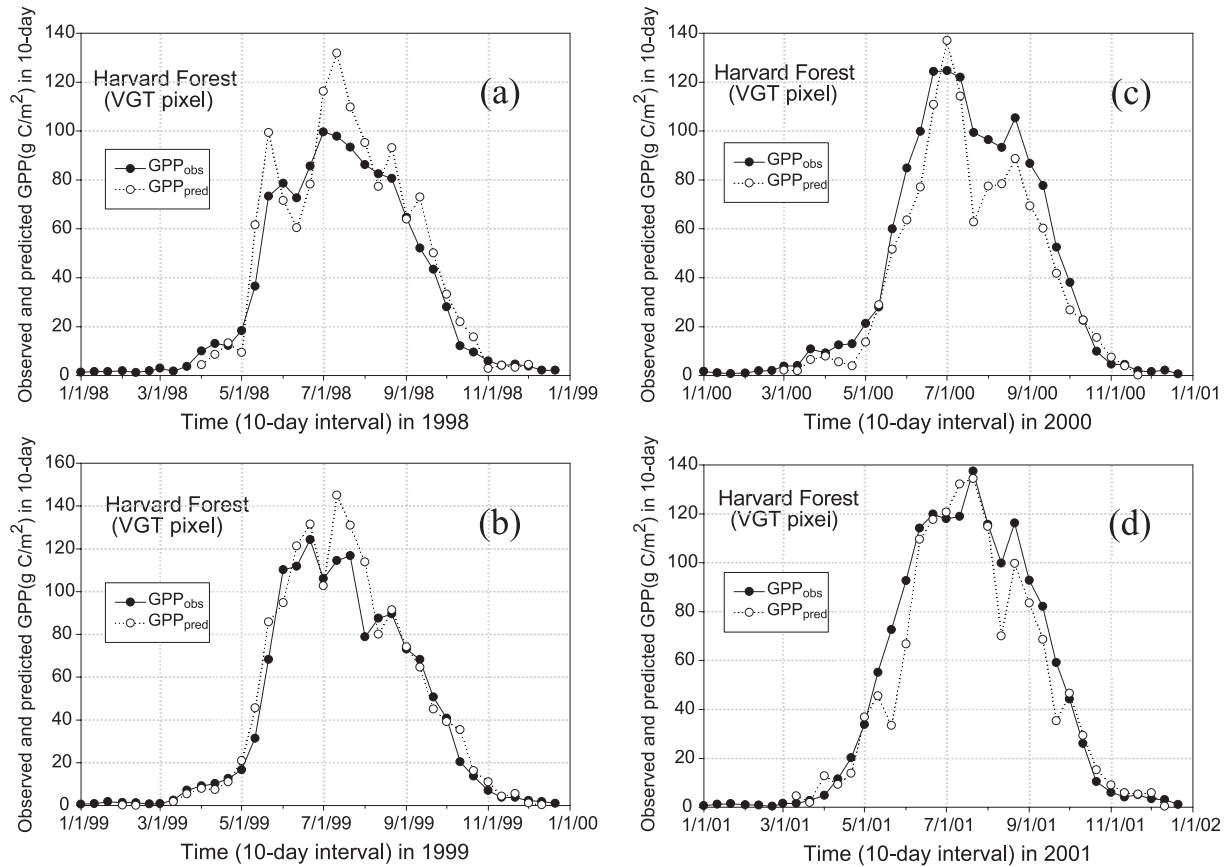 Observed and predicted GPP(g C/m²) in 10-day
140
120
100
80
60
40
20
0
Harvard Forest
(VGT pixel)
(a)
GPPobs
GPPpred
1/1/98 3/1/98 5/1/98 7/1/98 9/1/98 11/1/98 1/1/99
Time (10-day interval) in 1998
Observed and predicted GPP(g C/m²) in 10-day
160
140
120
100
80
60
40
20
0
Harvard Forest
(VGT pixel)
(b)
GPPobs
GPPpred
1/1/99 3/1/99 5/1/99 7/1/99 9/1/99 11/1/99 1/1/00
Time (10-day interval) in 1999
Observed and predicted GPP(g C/m²) in 10-day
140
120
100
80
60
40
20
0
Harvard Forest
(VGT pixel)
(c)
GPPobs
GPPpred
1/1/00 3/1/00 5/1/00 7/1/00 9/1/00 11/1/00 1/1/01
Time (10-day interval) in 2000
Observed and predicted GPP(g C/m²) in 10-day
140
120
100
80
60
40
20
0
Harvard Forest
(VGT pixel)
(d)
GPPobs
GPPpred
1/1/01 3/1/01 5/1/01 7/1/01 9/1/01 11/1/01 1/1/02
Time (10-day interval) in 2001